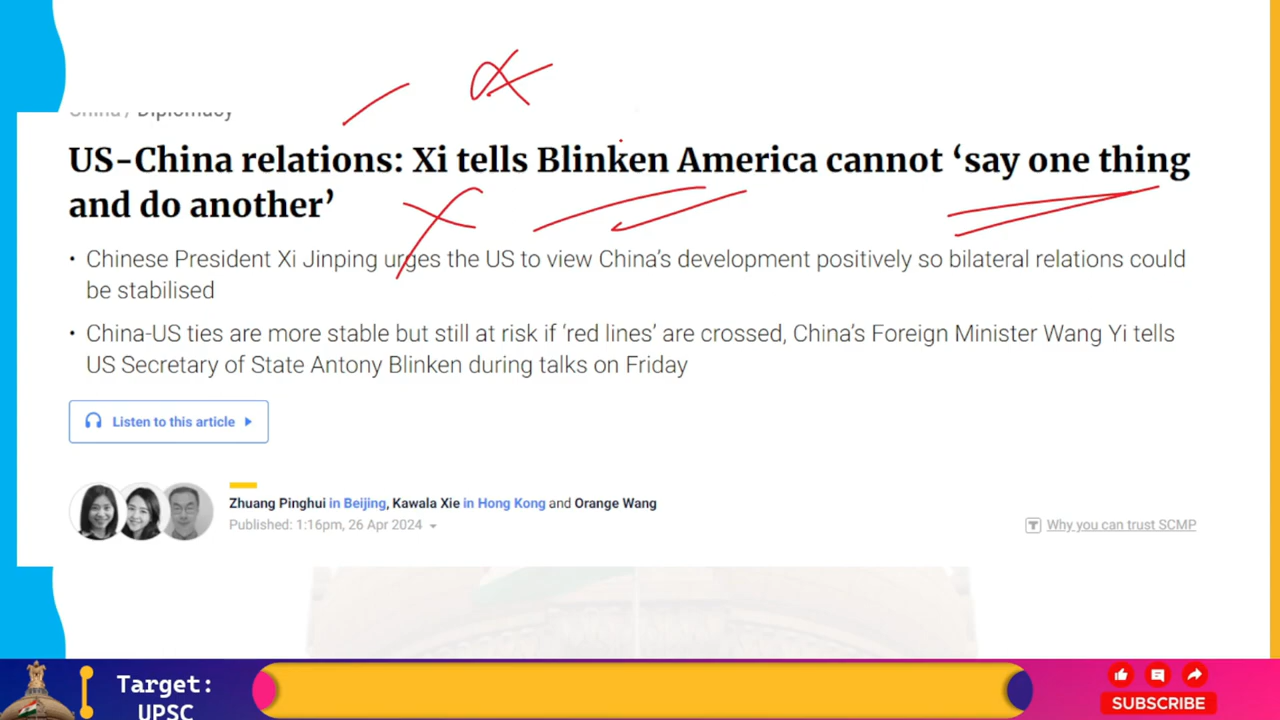 China / Diplomacy
US-China relations: Xi tells Blinken America cannot ‘say one thing
and do another’
• Chinese President Xi Jinping urges the US to view China’s development positively so bilateral relations could
be stabilised
• China-US ties are more stable but still at risk if ‘red lines’ are crossed, China’s Foreign Minister Wang Yi tells
US Secretary of State Antony Blinken during talks on Friday
Listen to this article
Zhuang Pinghui in Beijing, Kawala Xie in Hong Kong and Orange Wang
Published: 1:16pm, 26 Apr 2024
Why you can trust SCMP
Target:
UPSC
SUBSCRIBE